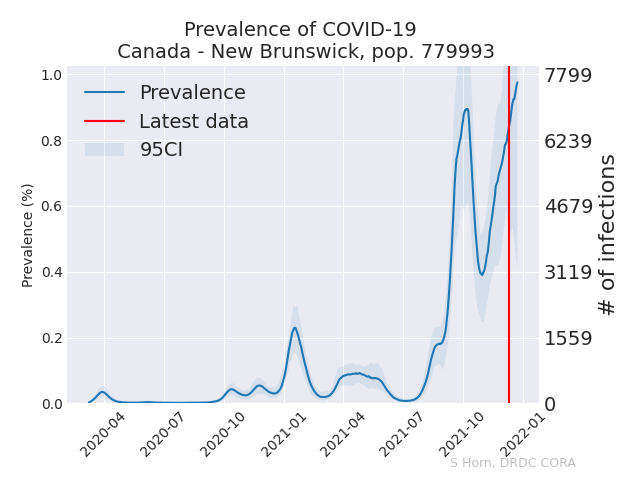 Prevalence of COVID-19
Canada - New Brunswick, pop. 779993
Prevalence
Latest data
95CI
Prevalence (%)
1.0
0.8
0.6
0.4
0.2
0.0
7799
6239
4679
3119
1559
0
# of infections
2020-04
2020-07
2020-10
2021-01
2021-04
2021-07
2021-10
2022-01
S Horn, DRDC CORA